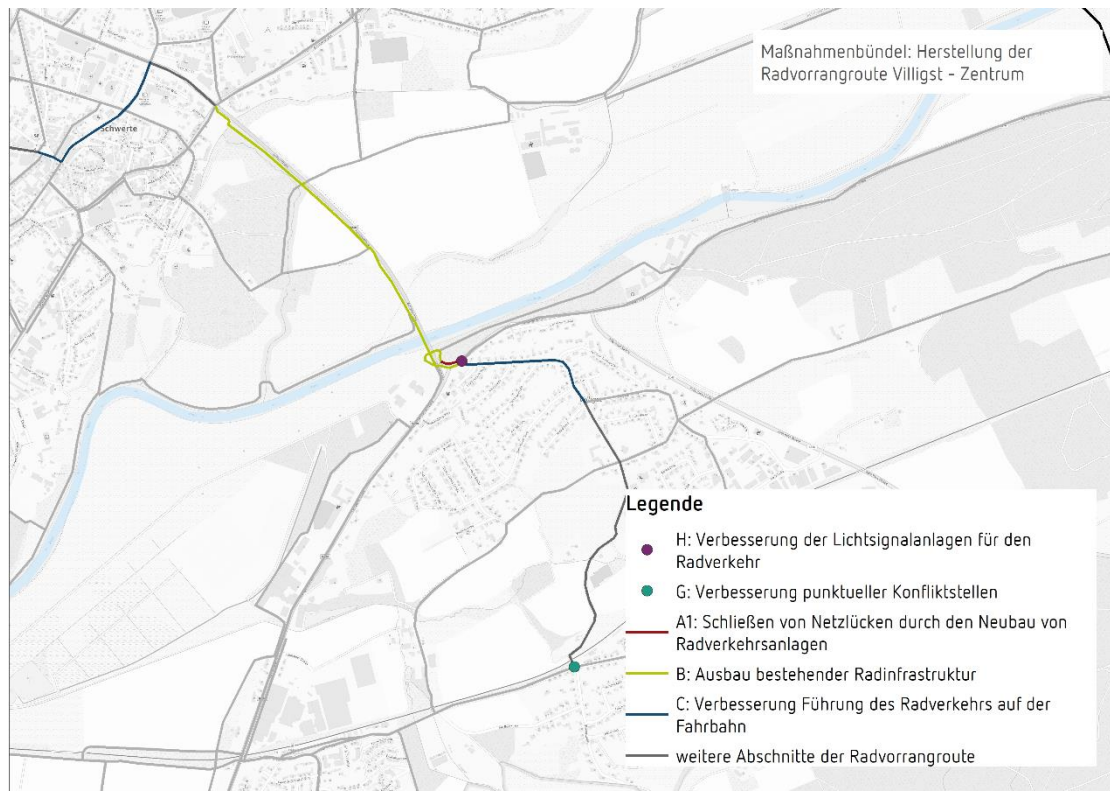 Maßnahmenbündel: Herstellung der
Radvorrangroute Villigst - Zentrum
Schwerte
Legende
H: Verbesserung der Lichtsignalanlagen für den
Radverkehr
G: Verbesserung punktueller Konfliktstellen
A1: Schließen von Netzlücken durch den Neubau von
Radverkehrsanlagen
B: Ausbau bestehender Radinfrastruktur
C: Verbesserung Führung des Radverkehrs auf der
Fahrbahn
weitere Abschnitte der Radvorrangroute